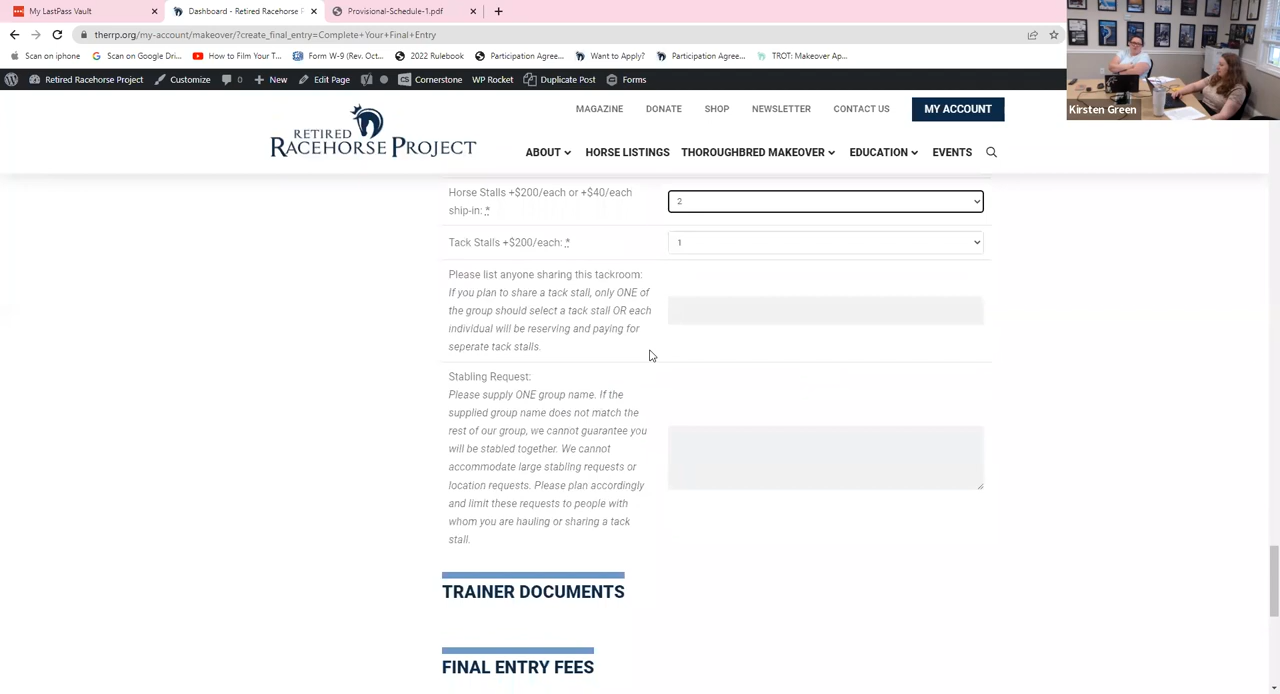 My LastPass Vault
Dashboard - Retired Racehorse P
Provisional-Schedule-1.pdf
therrp.org/my-account/makeover/?create_final_entry=Complete+Your+Final+Entry
Scan on iphone
Scan on Google Dri...
How to Film Your T...
Form W-9 (Rev. Oct...
2022 Rulebook
Participation Agree...
Want to Apply?
Participation Agree...
TROT: Makeover Ap...
Retired Racehorse Project
Customize
0
New
Edit Page
CS Cornerstone
WP Rocket
Duplicate Post
Forms
Kirsten Green
RETIRED
RACEHORSE PROJECT
MAGAZINE
DONATE
SHOP
NEWSLETTER
CONTACT US
MY ACCOUNT
ABOUT
HORSE LISTINGS
THOROUGHBRED MAKEOVER
EDUCATION
EVENTS
Horse Stalls +$200/each or +$40/each
ship-in: *
2
Tack Stalls +$200/each: *
1
Please list anyone sharing this tackroom:
If you plan to share a tack stall, only ONE of
the group should select a tack stall OR each
individual will be reserving and paying for
seperate tack stalls.
Stabling Request:
Please supply ONE group name. If the
supplied group name does not match the
rest of our group, we cannot guarantee you
will be stabled together. We cannot
accommodate large stabling requests or
location requests. Please plan accordingly
and limit these requests to people with
whom you are hauling or sharing a tack
stall.
TRAINER DOCUMENTS
FINAL ENTRY FEES